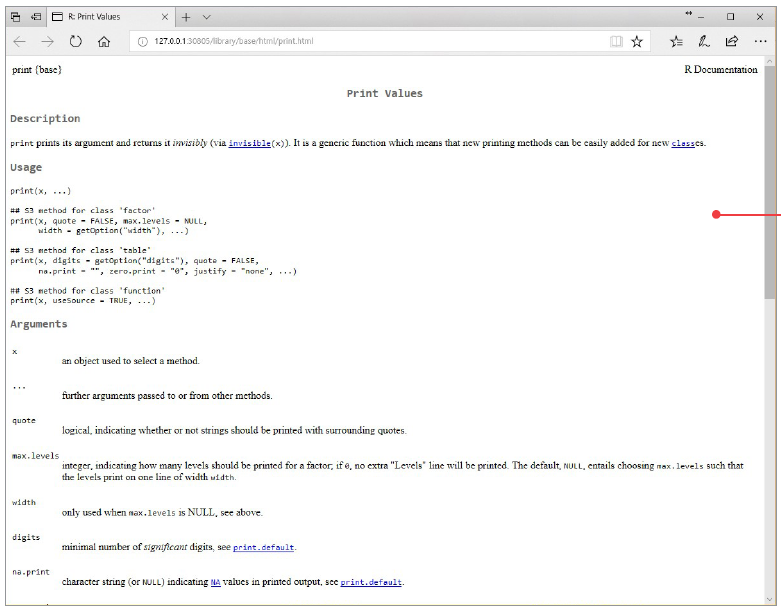 R: Print Values
127.0.0.1:30805/library/base/html/print.html
print {base} R Documentation
Print Values
Description
print prints its argument and returns it invisibly (via invisible(x)). It is a generic function which means that new printing methods can be easily added for new classes.
Usage
print(x, ...)
## S3 method for class 'factor'
print(x, quote = FALSE, max.levels = NULL,
width = getOption("width"), ...)
## S3 method for class 'table'
print(x, digits = getOption("digits"), quote = FALSE,
na.print = "", zero.print = "0", justify = "none", ...)
## S3 method for class 'function'
print(x, useSource = TRUE, ...)
Arguments
x
an object used to select a method.
...
further arguments passed to or from other methods.
quote
logical, indicating whether or not strings should be printed with surrounding quotes.
max.levels
integer, indicating how many levels should be printed for a factor; if 0, no extra "Levels" line will be printed. The default, NULL, entails choosing max.levels such that
the levels print on one line of width width.
width
only used when max.levels is NULL, see above.
digits
minimal number of significant digits, see print.default.
na.print
character string (or NULL) indicating NA values in printed output, see print.default.